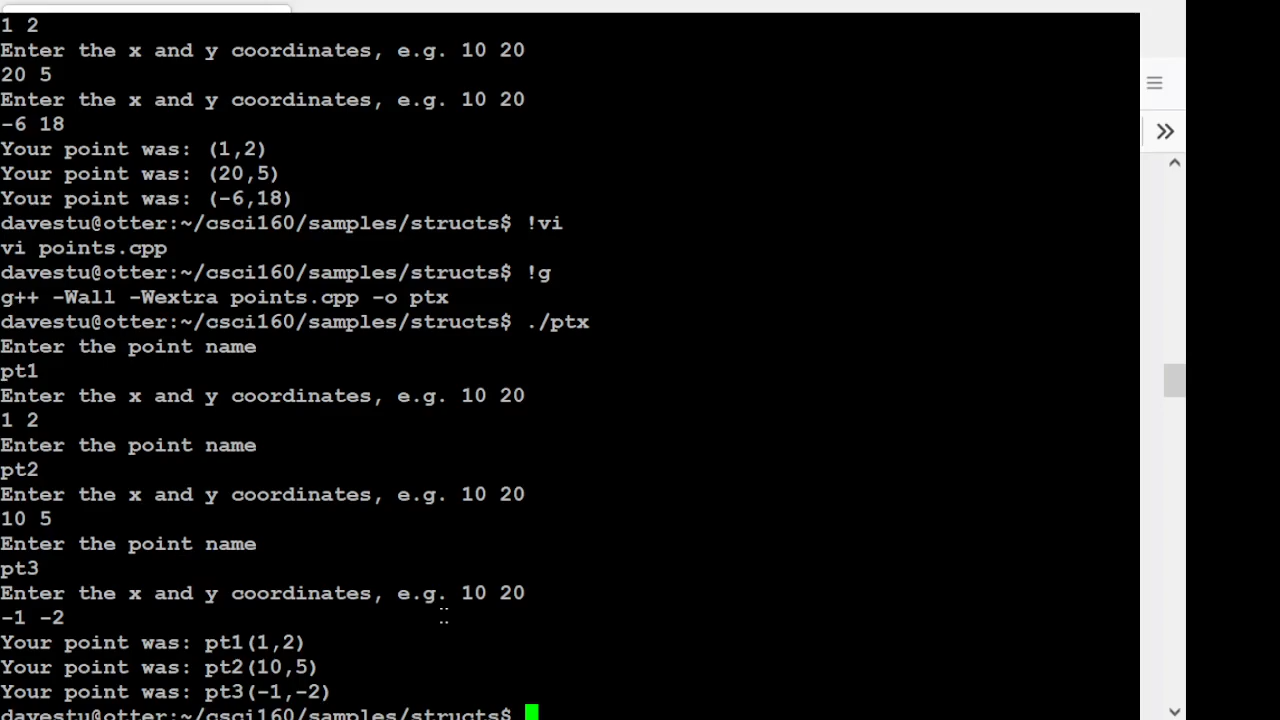 1 2
Enter the x and y coordinates, e.g. 10 20
20 5
Enter the x and y coordinates, e.g. 10 20
-6 18
Your point was: (1,2)
Your point was: (20,5)
Your point was: (-6,18)
davestu@otter:~/csci160/samples/structs$ !vi
vi points.cpp
davestu@otter:~/csci160/samples/structs$ !g
g++ -Wall -Wextra points.cpp -o ptx
davestu@otter:~/csci160/samples/structs$ ./ptx
Enter the point name
pt1
Enter the x and y coordinates, e.g. 10 20
1 2
Enter the point name
pt2
Enter the x and y coordinates, e.g. 10 20
10 5
Enter the point name
pt3
Enter the x and y coordinates, e.g. 10 20
-1 -2
Your point was: pt1(1,2)
Your point was: pt2(10,5)
Your point was: pt3(-1,-2)
davestu@otter:~/csci160/samples/structs$